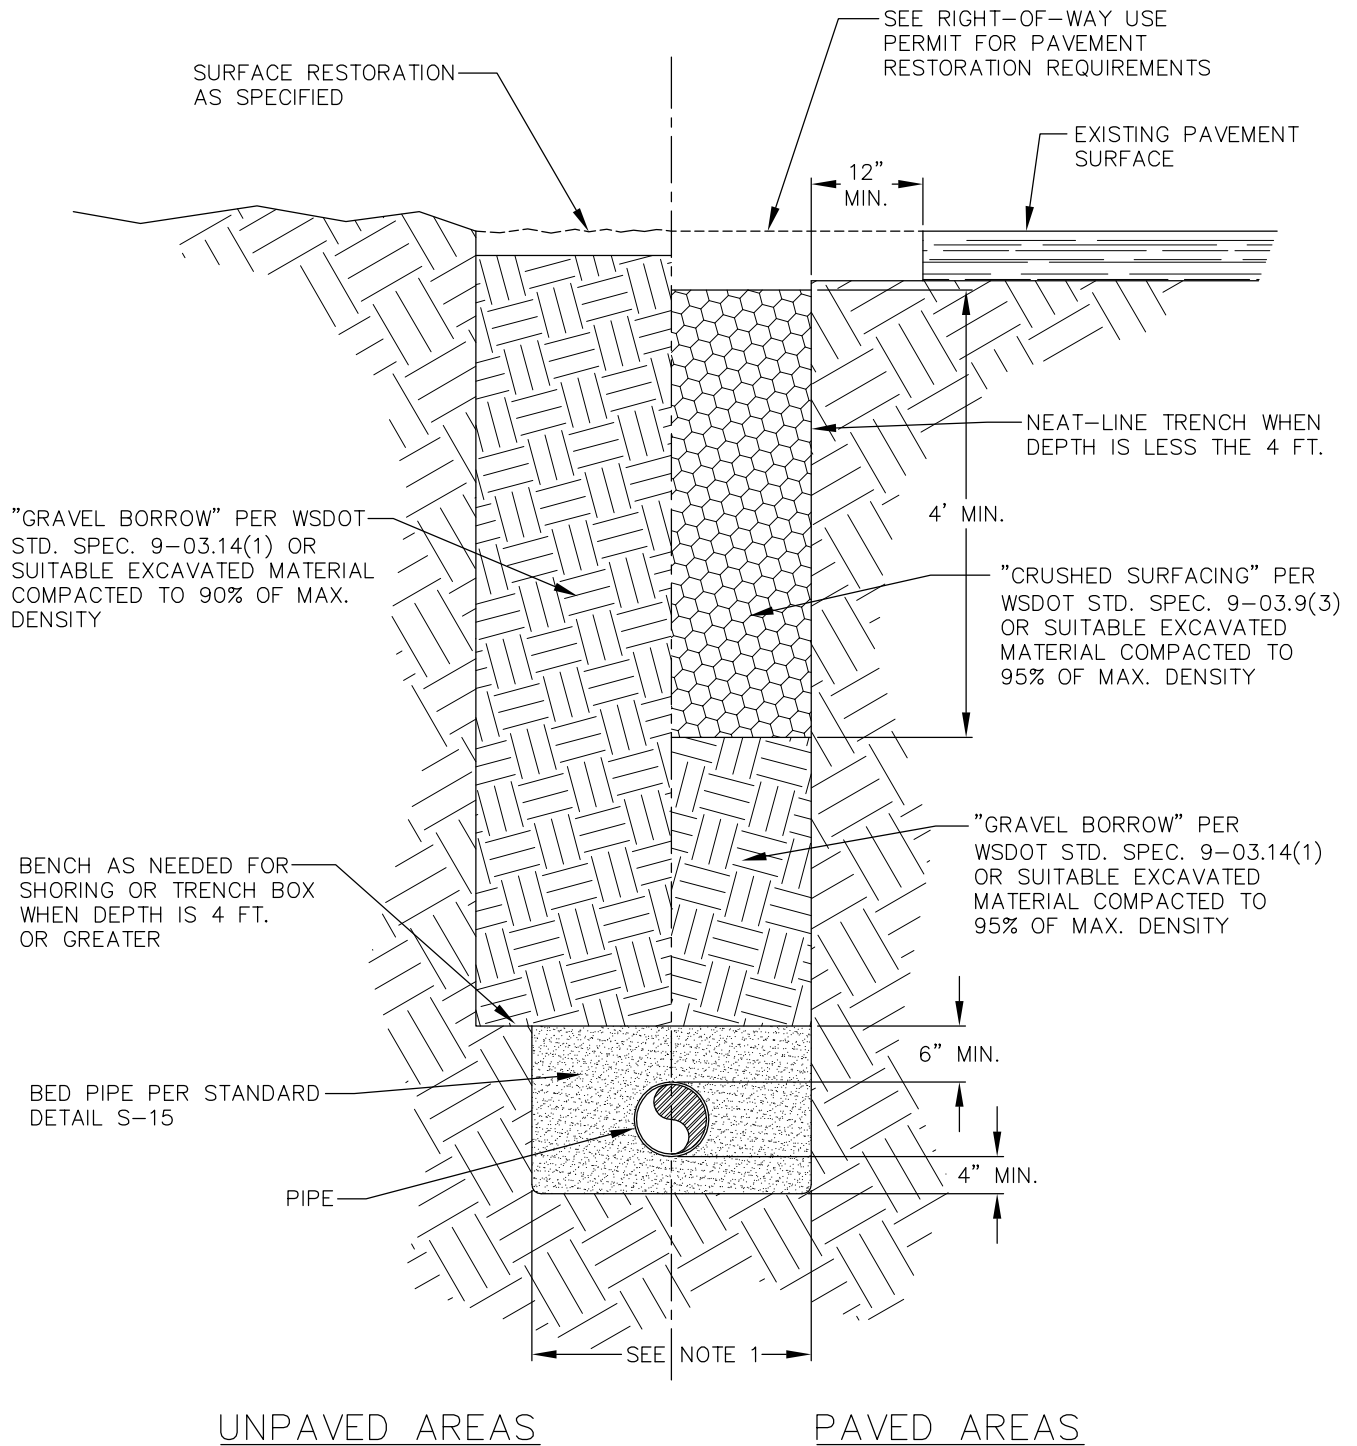 SEE RIGHT-OF-WAY USE
PERMIT FOR PAVEMENT
RESTORATION REQUIREMENTS
SURFACE RESTORATION
AS SPECIFIED
EXISTING PAVEMENT
SURFACE
12"
MIN.
NEAT-LINE TRENCH WHEN
DEPTH IS LESS THE 4 FT.
4' MIN.
"GRAVEL BORROW" PER WSDOT
STD. SPEC. 9-03.14(1) OR
SUITABLE EXCAVATED MATERIAL
COMPACTED TO 90% OF MAX.
DENSITY
"CRUSHED SURFACING" PER
WSDOT STD. SPEC. 9-03.9(3)
OR SUITABLE EXCAVATED
MATERIAL COMPACTED TO
95% OF MAX. DENSITY
"GRAVEL BORROW" PER
WSDOT STD. SPEC. 9-03.14(1)
OR SUITABLE EXCAVATED
MATERIAL COMPACTED TO
95% OF MAX. DENSITY
BENCH AS NEEDED FOR
SHORING OR TRENCH BOX
WHEN DEPTH IS 4 FT.
OR GREATER
6" MIN.
BED PIPE PER STANDARD
DETAIL S-15
4" MIN.
PIPE
SEE NOTE 1
UNPAVED AREAS
PAVED AREAS